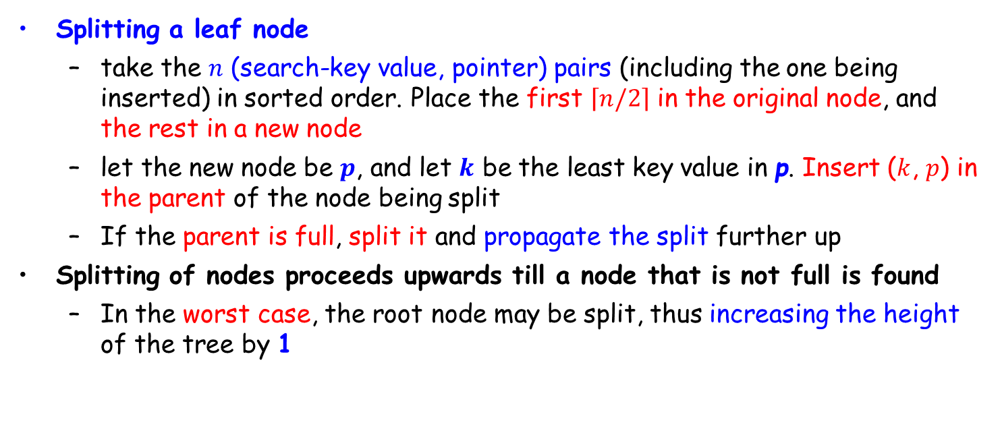 • Splitting a leaf node
– take the n (search-key value, pointer) pairs (including the one being
inserted) in sorted order. Place the first ⌈n/2⌉ in the original node, and
the rest in a new node
– let the new node be p, and let k be the least key value in p. Insert (k, p) in
the parent of the node being split
– If the parent is full, split it and propagate the split further up
• Splitting of nodes proceeds upwards till a node that is not full is found
– In the worst case, the root node may be split, thus increasing the height
of the tree by 1